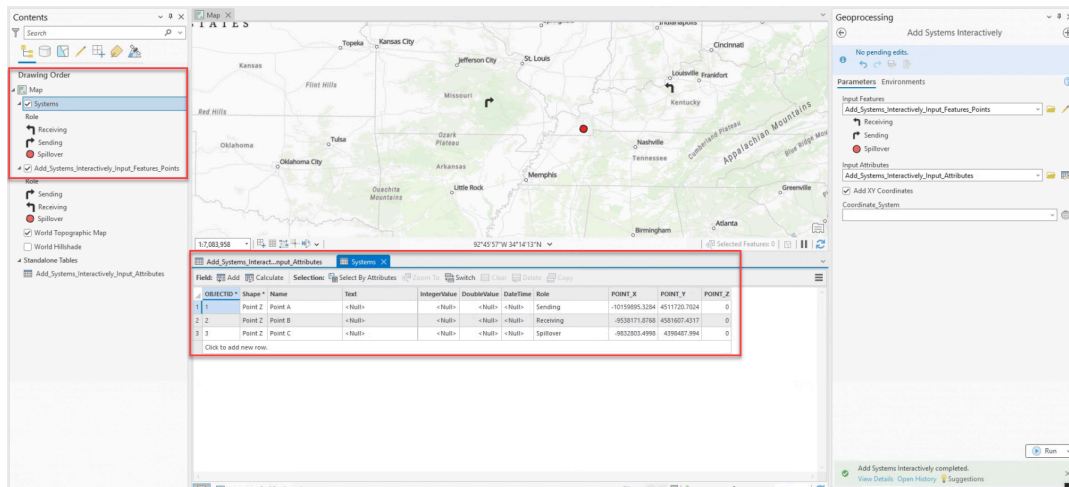 Contents
Search
Drawing Order
Map
Systems
Role
Receiving
Sending
Spillover
Add_Systems_Interactively_Input_Features_Points
Role
Sending
Receiving
Spillover
World Topographic Map
World Hillshade
Standalone Tables
Add_Systems_Interactively_Input_Attributes
Map
T A T E S
Indianapolis
Topeka
Kansas City
Cincinnati
Jefferson City
St. Louis
Kansas
Louisville
Frankfort
Flint Hills
Missouri
Kentucky
Red Hills
Cumberland Plateau
Appalachian Mountains
Tulsa
Ozark
Plateau
Nashville
Blue Ridge
Oklahoma
Tennessee
Oklahoma City
Arkansas
Memphis
Ouachita
Mountains
Little Rock
Greenville
Atlanta
Birmingham
1:7,083,958
92°45'57"W 34°14'13"N
Selected Features: 0
Add_Systems_Interact...nput_Attributes
Systems
Field: Add Calculate Selection: Select By Attributes Zoom To Switch Clear Delete Copy
OBJECTID * Shape * Name Text IntegerValue DoubleValue DateTime Role POINT_X POINT_Y POINT_Z
1 1 Point Z Point A <Null> <Null> <Null> <Null> Sending -10159895.3284 4511720.7024 0
2 2 Point Z Point B <Null> <Null> <Null> <Null> Receiving -9538171.8768 4581607.4317 0
3 3 Point Z Point C <Null> <Null> <Null> <Null> Spillover -9832803.4998 4398487.994 0
Click to add new row.
Geoprocessing
Add Systems Interactively
No pending edits.
Parameters Environments
Input Features
Add_Systems_Interactively_Input_Features_Points
Receiving
Sending
Spillover
Input Attributes
Add_Systems_Interactively_Input_Attributes
Add XY Coordinates
Coordinate_System
Run
Add Systems Interactively completed.
View Details Open History Suggestions